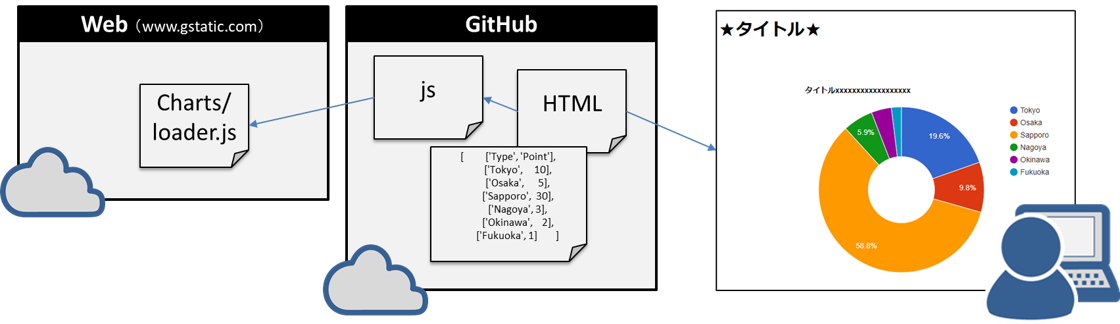 Web（www.gstatic.com）
Charts/
loader.js
GitHub
js
HTML
[ ['Type','Point'],
['Tokyo', 10],
['Osaka', 5],
['Sapporo', 30],
['Nagoya', 3],
['Okinawa', 2],
['Fukuoka', 1] ]
★タイトル★
タイトルxxxxxxxxxxxxxxxxxx
19.6%
9.8%
58.8%
5.9%
Tokyo
Osaka
Sapporo
Nagoya
Okinawa
Fukuoka